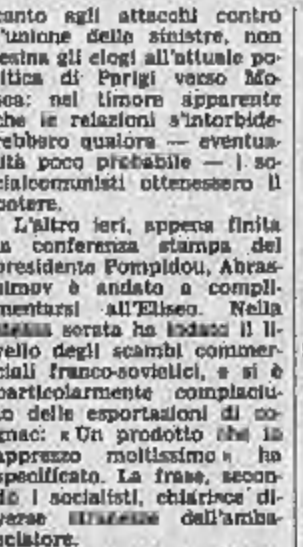 canto agli attacchi contro
l'unione delle sinistre, non
lesina gli elogi all'attuale po-
litica di Parigi verso Mo-
sca: nel timore apparente
che le relazioni s'intorbide-
rebbero qualora — eventua-
lità poco probabile — i so-
cialcomunisti ottenessero il
potere.
L'altro ieri, appena finita
la conferenza stampa del
presidente Pompidou, Abras-
simov è andato a compli-
mentarsi all'Eliseo. Nella
stessa serata ha lodato il li-
vello degli scambi commer-
ciali franco-sovietici, e si è
particolarmente compiaciu-
to delle esportazioni di co-
gnac: « Un prodotto che io
apprezzo moltissimo » ha
specificato. La frase, secon-
do i socialisti, chiarisce di-
verse dell'amba-
sciatore.